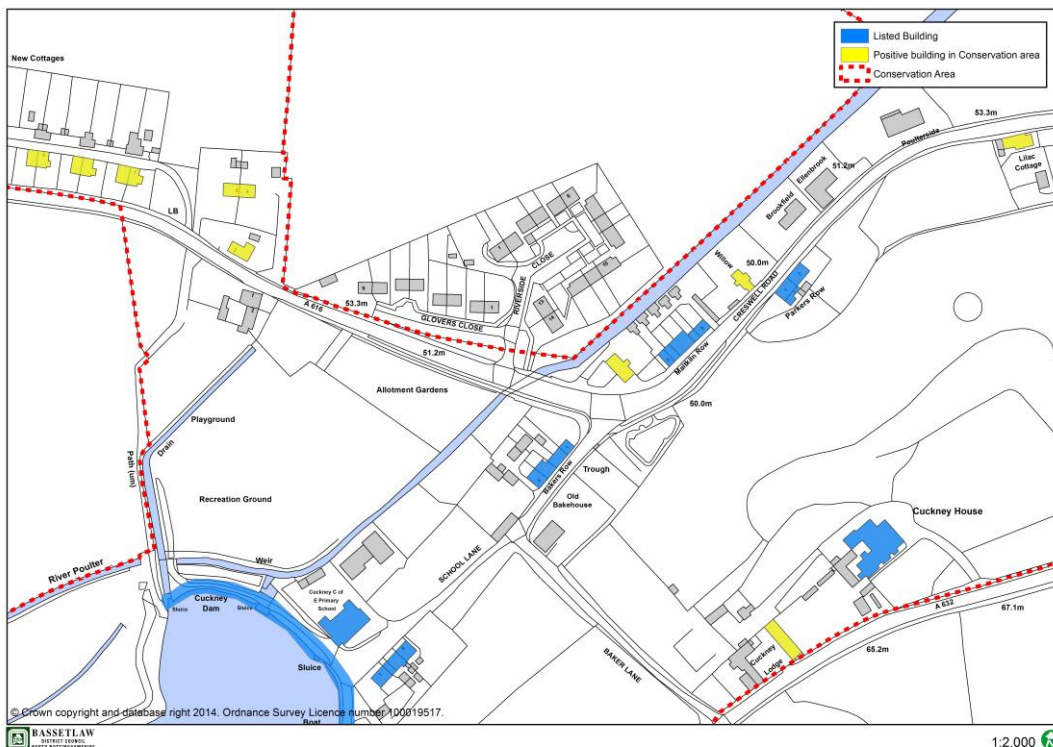 New Cottages
LB
A 616
53.3m
51.2m
GLOVERS CLOSE
RIVERSIDE
CLOSE
Listed Building
Positive building in Conservation area
Conservation Area
53.3m
Poulterside
51.2m
Ellenbrook
Brookfield
Lilac
Cottage
Willow
50.0m
CRESWELL ROAD
Parkers Row
Maltkiln Row
50.0m
Allotment Gardens
Playground
Drain
Path (um)
Recreation Ground
Bakers Row
Trough
Old
Bakehouse
SCHOOL LANE
Cuckney House
River Poulter
Weir
Cuckney
Dam
Sluice
Sluice
Cuckney C of
E Primary
School
Sluice
Boat
BAKER LANE
Cuckney
Lodge
A 632
67.1m
65.2m
© Crown copyright and database right 2014. Ordnance Survey Licence number 100019517.
BASSETLAW
DISTRICT COUNCIL
NORTH NOTTINGHAMSHIRE
1:2,000